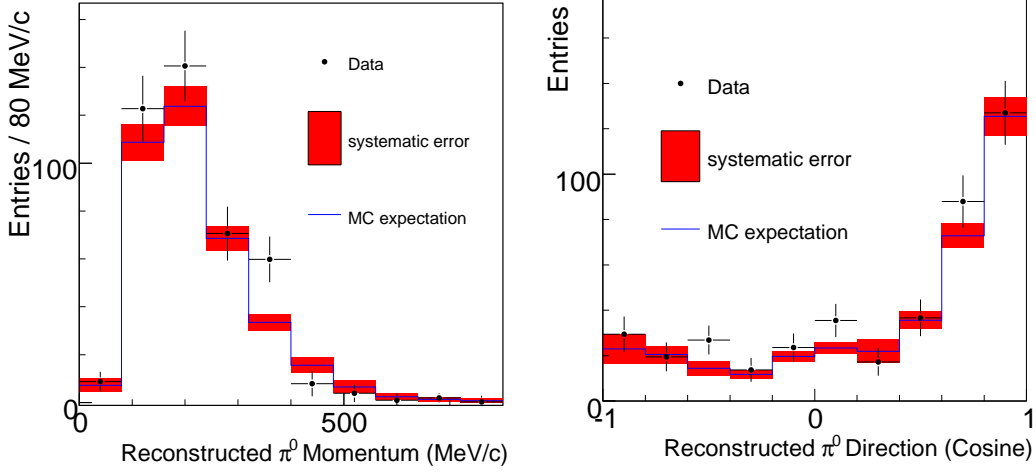 Entries / 80 MeV/c
100
0
0
500
Data
systematic error
MC expectation
Reconstructed π⁰ Momentum (MeV/c)
Entries
100
0
-1
0
1
Data
systematic error
MC expectation
Reconstructed π⁰ Direction (Cosine)